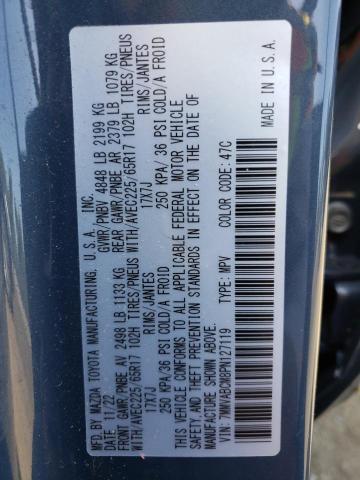 MFD BY MAZDA TOYOTA MANUFACTURING, U.S.A., INC.
11/22 GVWR/PNBV 4848 LB 2199 KG
FRONT GAWR/PNBE AV 2498 LB 1133 KG REAR GAWR/PNBE AR 2379 LB 1079 KG
WITH/AVEC225/65R17 102H TIRES/PNEUS WITH/AVEC225/65R17 102H TIRES/PNEUS
17X7J RIMS/JANTES 17X7J RIMS/JANTES
250 KPA/36 PSI COLD/A FROID 250 KPA/ 36 PSI COLD/A FROID
THIS VEHICLE CONFORMS TO ALL APPLICABLE FEDERAL MOTOR VEHICLE
SAFETY AND THEFT PREVENTION STANDARDS IN EFFECT ON THE DATE OF
MANUFACTURE SHOWN ABOVE.
VIN: 7MMVABCM8PN127119 TYPE: MPV COLOR CODE: 47C
MADE IN U.S.A.